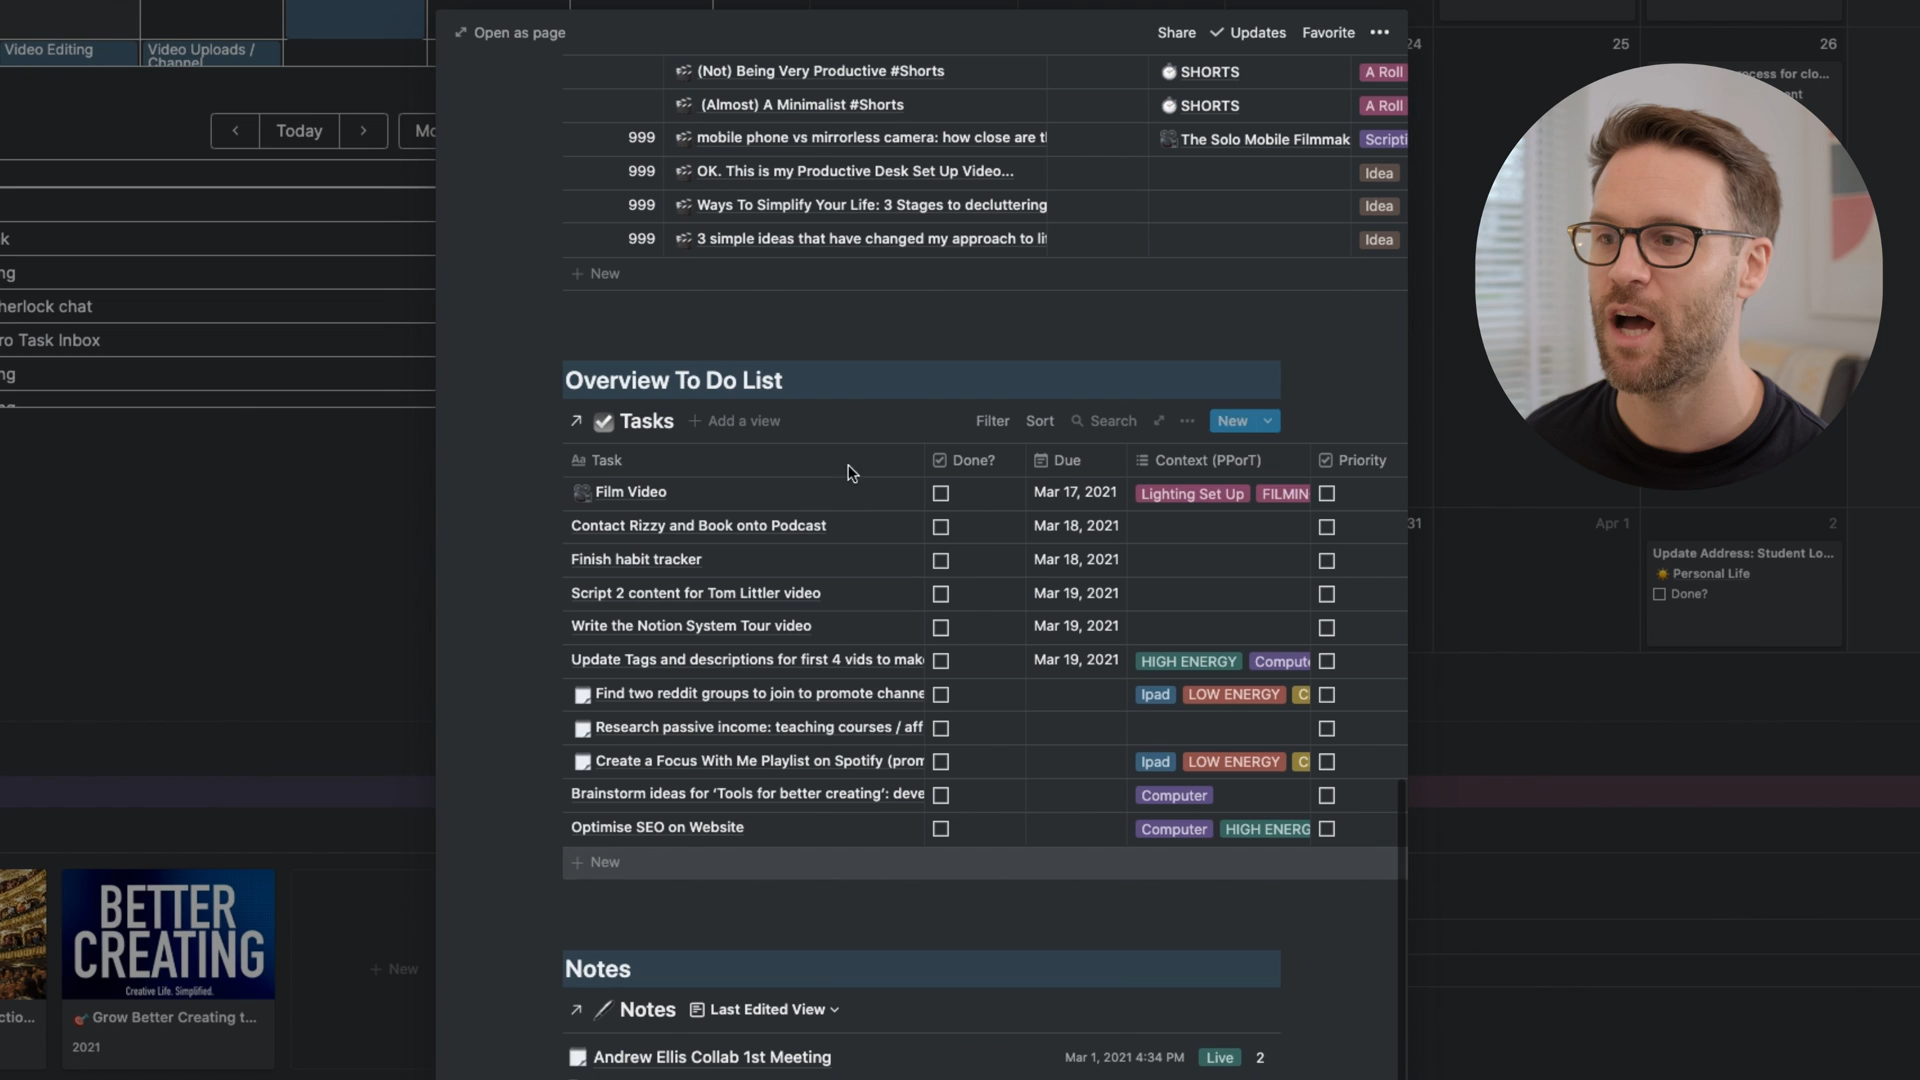 Video Editing
Video Uploads /
Channel
Today
Mo
k
ng
herlock chat
ro Task Inbox
ng
BETTER
CREATING
Creative Life. Simplified.
ctio...
Grow Better Creating t...
2021
+ New
Open as page
Share
Updates
Favorite
(Not) Being Very Productive #Shorts
SHORTS
A Roll
(Almost) A Minimalist #Shorts
SHORTS
A Roll
999
mobile phone vs mirrorless camera: how close are t
The Solo Mobile Filmmak
Scripti
999
OK. This is my Productive Desk Set Up Video...
Idea
999
Ways To Simplify Your Life: 3 Stages to decluttering
Idea
999
3 simple ideas that have changed my approach to li
Idea
+ New
Overview To Do List
Tasks
+ Add a view
Filter
Sort
Search
New
Aa Task
Done?
Due
Context (PPorT)
Priority
Film Video
Mar 17, 2021
Lighting Set Up
FILMIN
Contact Rizzy and Book onto Podcast
Mar 18, 2021
Finish habit tracker
Mar 18, 2021
Script 2 content for Tom Littler video
Mar 19, 2021
Write the Notion System Tour video
Mar 19, 2021
Update Tags and descriptions for first 4 vids to mak
Mar 19, 2021
HIGH ENERGY
Compute
Find two reddit groups to join to promote channe
Ipad
LOW ENERGY
C
Research passive income: teaching courses / aff
Create a Focus With Me Playlist on Spotify (prom
Ipad
LOW ENERGY
C
Brainstorm ideas for ‘Tools for better creating’: deve
Computer
Optimise SEO on Website
Computer
HIGH ENERG
+ New
Notes
Notes
Last Edited View
Andrew Ellis Collab 1st Meeting
Mar 1, 2021 4:34 PM
Live
2
24
25
26
ocess for clo...
ent
31
Apr 1
2
Update Address: Student Lo...
Personal Life
Done?